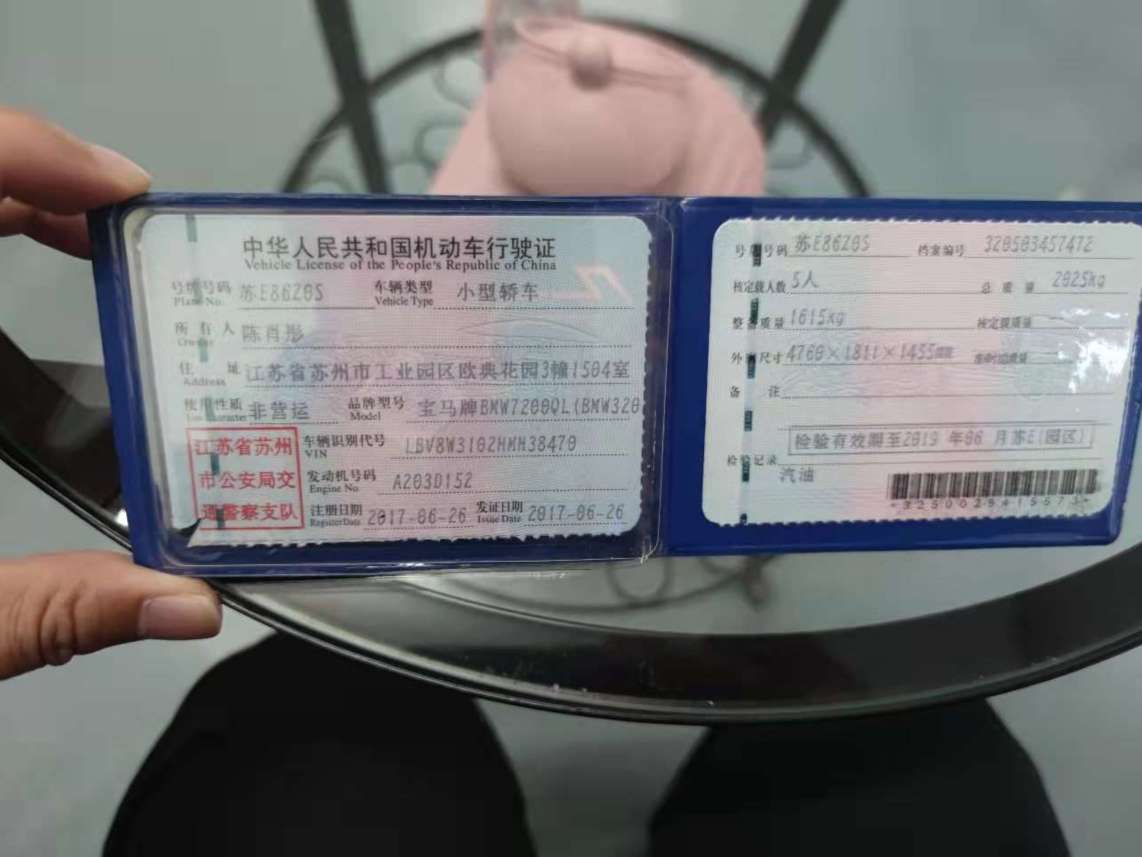 中华人民共和国机动车行驶证
Vehicle License of the People's Republic of China
号牌号码 苏E8620S 车辆类型 小型轿车
Plate No. Vehicle Type
所有人 陈肖彤
住址 江苏省苏州市工业园区欧典花园3幢1504室
Address
使用性质 非营运 品牌型号 宝马牌BMW7200QL(BMW320
Model
江苏省苏州
市公安局交
通警察支队
车辆识别代号 LBV8W3102HMH38470
VIN
发动机号码 A203D152
Engine No.
注册日期 2017-06-26 发证日期 2017-06-26
Register Date Issue Date
号牌号码 苏E8620S 档案编号 320503457472
核定载人数 5人 总质量 2025kg
整备质量 1615kg 核定载质量
外廓尺寸 4760×1811×1455
备注
检验有效期至2019年06月苏E(园区)
检验记录
汽油